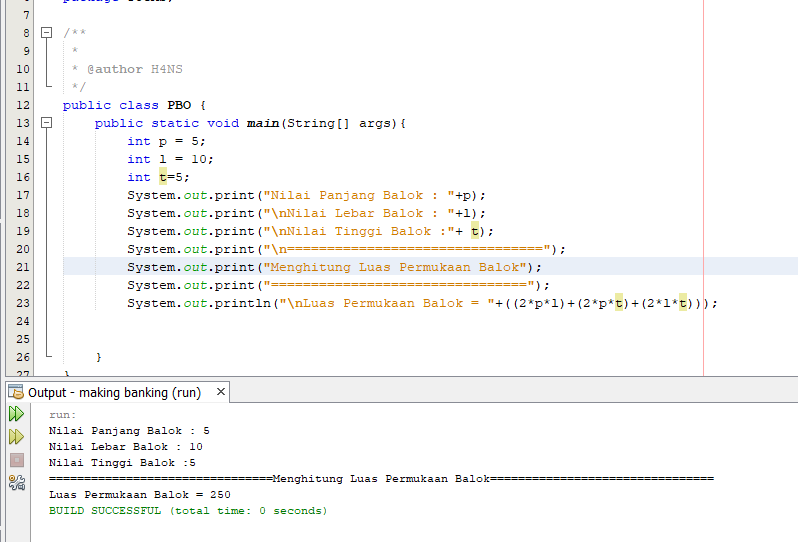 7
8 /**
9 *
10 * @author H4NS
11 */
12 public class PBO {
13 public static void main(String[] args){
14 int p = 5;
15 int l = 10;
16 int t=5;
17 System.out.print("Nilai Panjang Balok : "+p);
18 System.out.print("\nNilai Lebar Balok : "+l);
19 System.out.print("\nNilai Tinggi Balok :"+ t);
20 System.out.print("\n================================");
21 System.out.print("Menghitung Luas Permukaan Balok");
22 System.out.print("================================");
23 System.out.println("\nLuas Permukaan Balok = "+((2*p*l)+(2*p*t)+(2*l*t)));
24
25
26 }
27 }
Output - making banking (run) ×
run:
Nilai Panjang Balok : 5
Nilai Lebar Balok : 10
Nilai Tinggi Balok :5
================================Menghitung Luas Permukaan Balok================================
Luas Permukaan Balok = 250
BUILD SUCCESSFUL (total time: 0 seconds)